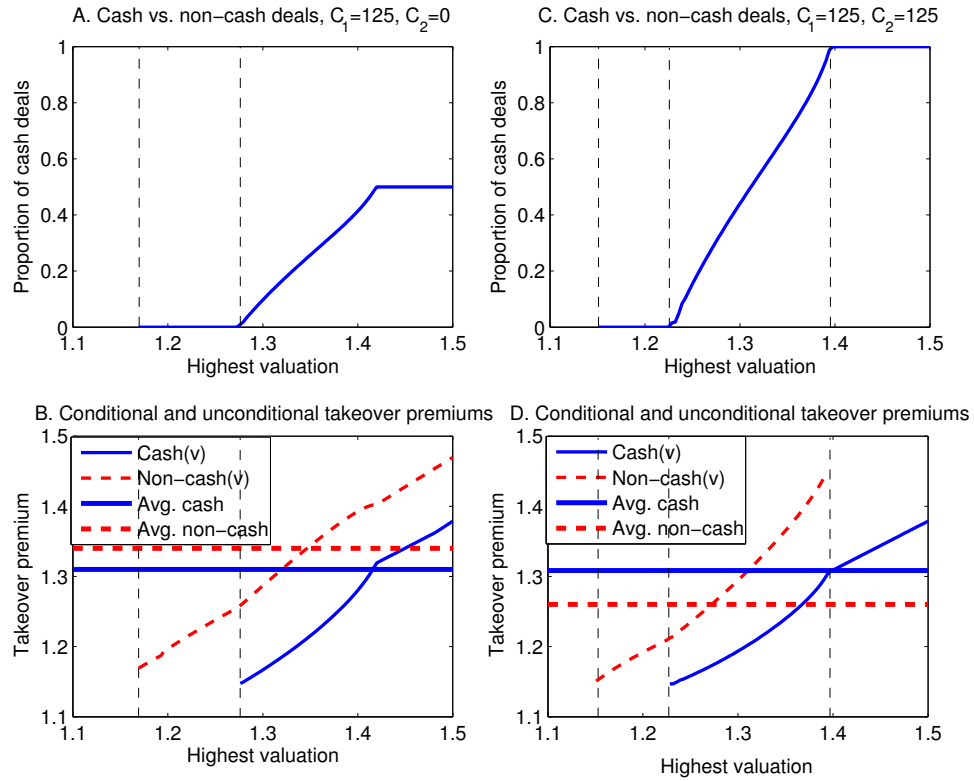 A. Cash vs. non−cash deals, C1=125, C2=0
Proportion of cash deals
1
0.8
0.6
0.4
0.2
0
1.1 1.2 1.3 1.4 1.5
Highest valuation
C. Cash vs. non−cash deals, C1=125, C2=125
Proportion of cash deals
1
0.8
0.6
0.4
0.2
0
1.1 1.2 1.3 1.4 1.5
Highest valuation
B. Conditional and unconditional takeover premiums
Takeover premium
1.5
1.4
1.3
1.2
1.1
Cash(v)
Non−cash(v)
Avg. cash
Avg. non−cash
1.1 1.2 1.3 1.4 1.5
Highest valuation
D. Conditional and unconditional takeover premiums
Takeover premium
1.5
1.4
1.3
1.2
1.1
Cash(v)
Non−cash(v)
Avg. cash
Avg. non−cash
1.1 1.2 1.3 1.4 1.5
Highest valuation